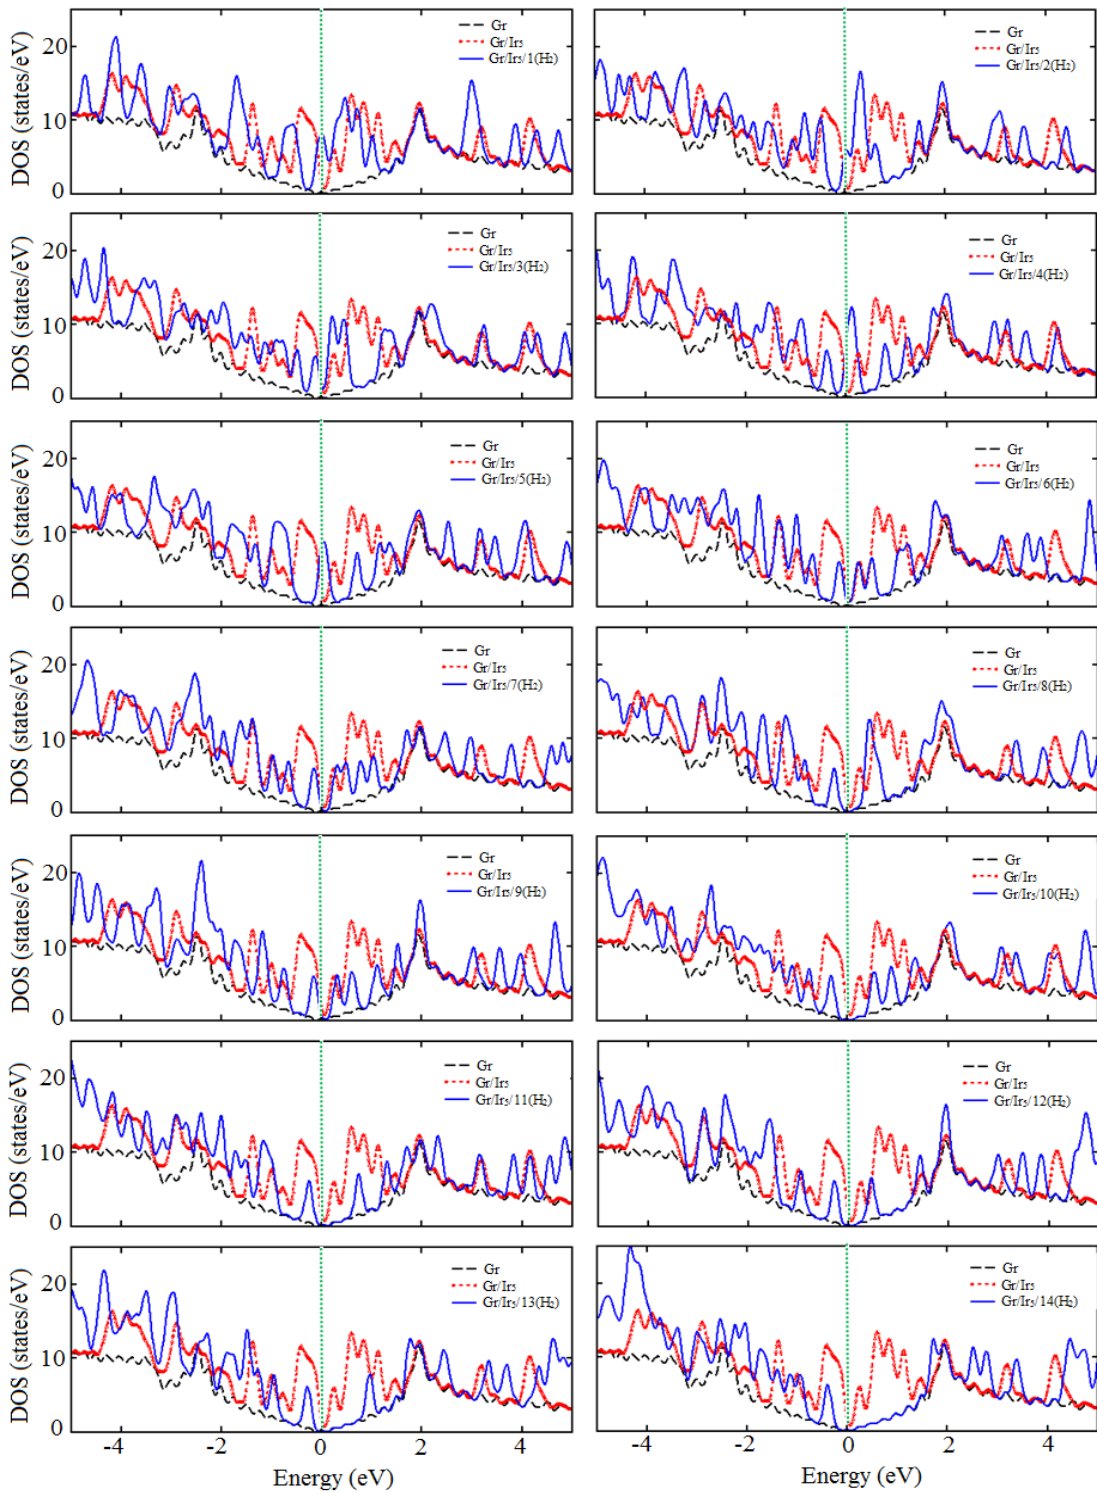 DOS (states/eV)
20
10
0
Gr
Gr/Ir₅
Gr/Ir₅/1(H₂)
Gr
Gr/Ir₅
Gr/Ir₅/2(H₂)
DOS (states/eV)
20
10
0
Gr
Gr/Ir₅
Gr/Ir₅/3(H₂)
Gr
Gr/Ir₅
Gr/Ir₅/4(H₂)
DOS (states/eV)
20
10
0
Gr
Gr/Ir₅
Gr/Ir₅/5(H₂)
Gr
Gr/Ir₅
Gr/Ir₅/6(H₂)
DOS (states/eV)
20
10
0
Gr
Gr/Ir₅
Gr/Ir₅/7(H₂)
Gr
Gr/Ir₅
Gr/Ir₅/8(H₂)
DOS (states/eV)
20
10
0
Gr
Gr/Ir₅
Gr/Ir₅/9(H₂)
Gr
Gr/Ir₅
Gr/Ir₅/10(H₂)
DOS (states/eV)
20
10
0
Gr
Gr/Ir₅
Gr/Ir₅/11(H₂)
Gr
Gr/Ir₅
Gr/Ir₅/12(H₂)
DOS (states/eV)
20
10
0
Gr
Gr/Ir₅
Gr/Ir₅/13(H₂)
Gr
Gr/Ir₅
Gr/Ir₅/14(H₂)
-4 -2 0 2 4
-4 -2 0 2 4
Energy (eV)
Energy (eV)